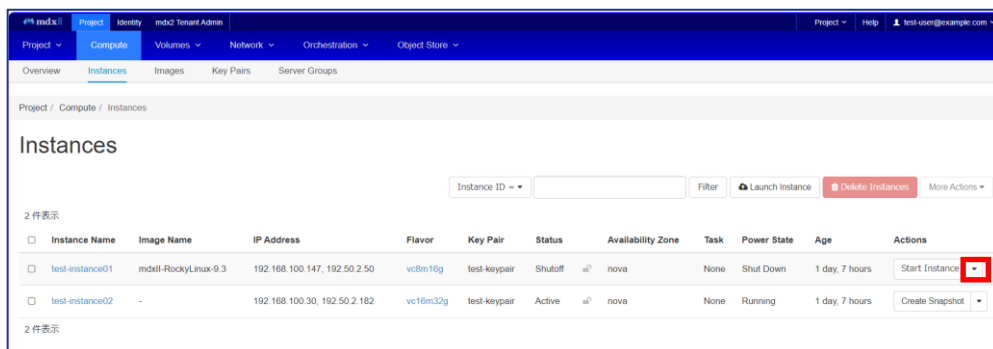 mdx II Project Identity mdx2 Tenant Admin Project Help test-user@example.com
Project Compute Volumes Network Orchestration Object Store
Overview Instances Images Key Pairs Server Groups
Project / Compute / Instances
Instances
Instance ID = Filter Launch Instance Delete Instances More Actions
2 件表示
Instance Name Image Name IP Address Flavor Key Pair Status Availability Zone Task Power State Age Actions
test-instance01 mdxII-RockyLinux-9.3 192.168.100.147, 192.50.2.50 vc8m16g test-keypair Shutoff nova None Shut Down 1 day, 7 hours Start Instance
test-instance02 - 192.168.100.30, 192.50.2.182 vc16m32g test-keypair Active nova None Running 1 day, 7 hours Create Snapshot
2 件表示